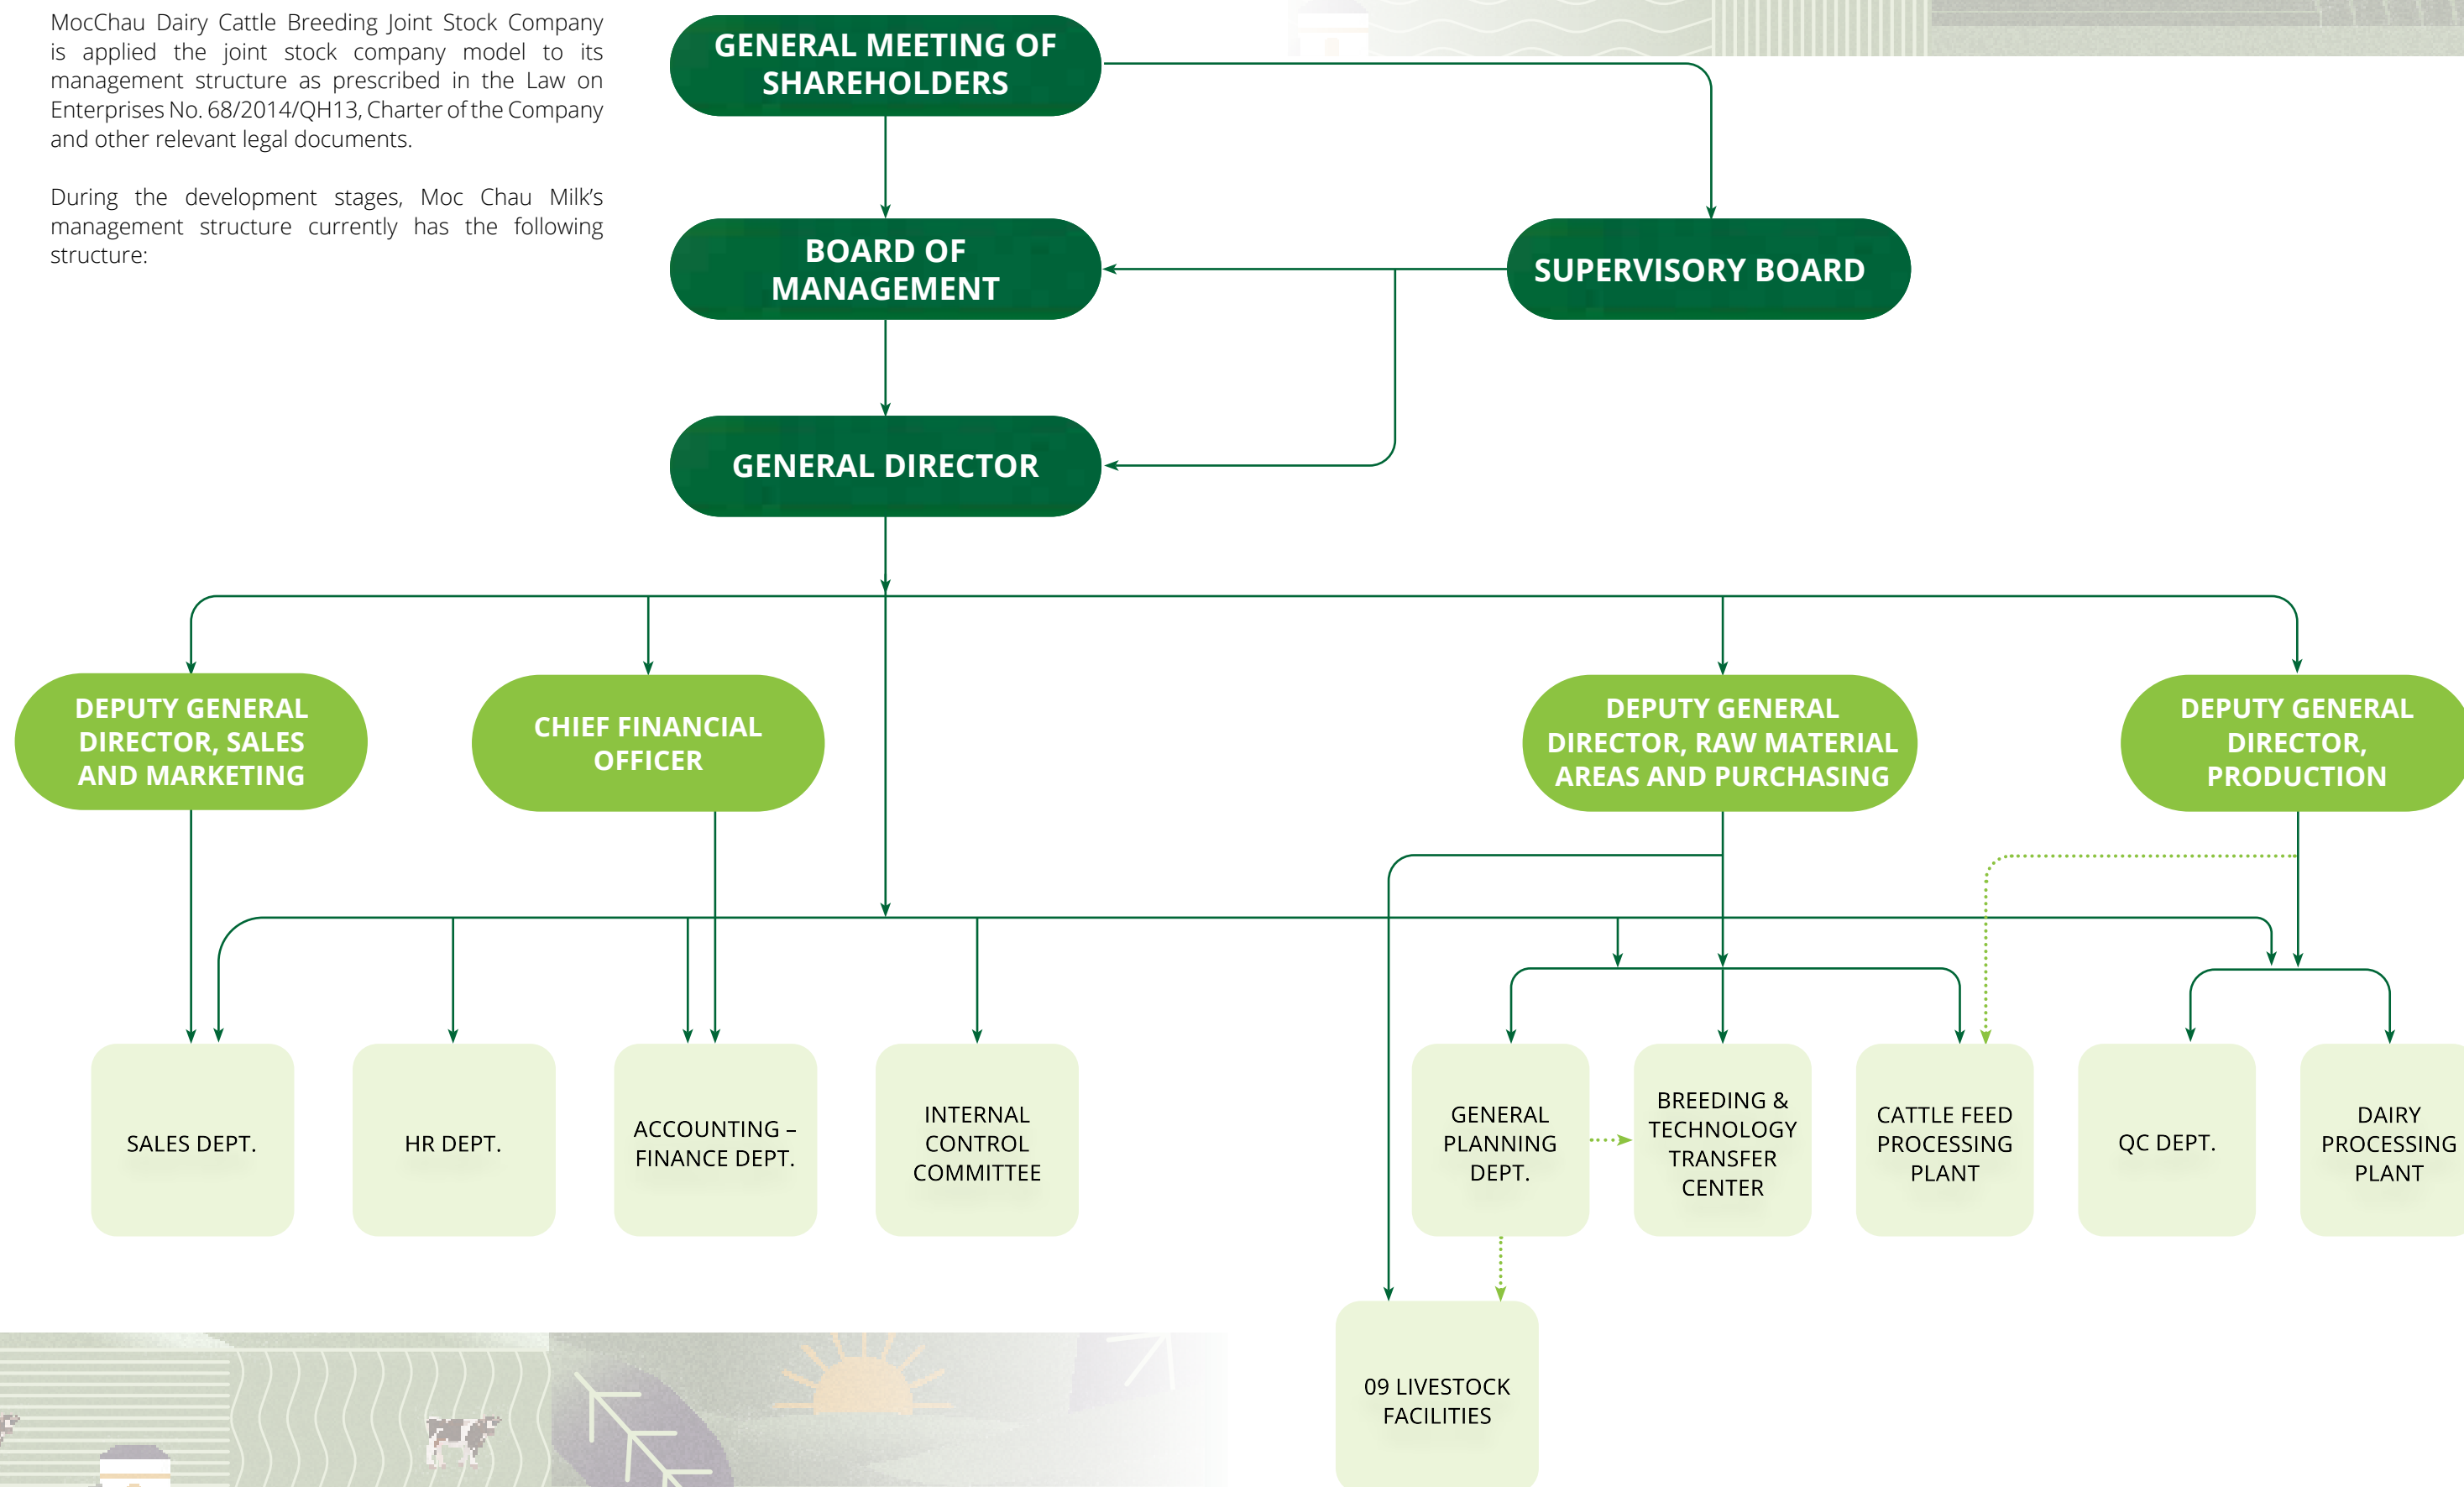 MocChau Dairy Cattle Breeding Joint Stock Company
is applied the joint stock company model to its
management structure as prescribed in the Law on
Enterprises No. 68/2014/QH13, Charter of the Company
and other relevant legal documents.
During the development stages, Moc Chau Milk’s
management structure currently has the following
structure:
GENERAL MEETING OF
SHAREHOLDERS
BOARD OF
MANAGEMENT
SUPERVISORY BOARD
GENERAL DIRECTOR
DEPUTY GENERAL
DIRECTOR, SALES
AND MARKETING
CHIEF FINANCIAL
OFFICER
DEPUTY GENERAL
DIRECTOR, RAW MATERIAL
AREAS AND PURCHASING
DEPUTY GENERAL
DIRECTOR,
PRODUCTION
SALES DEPT.
HR DEPT.
ACCOUNTING –
FINANCE DEPT.
INTERNAL
CONTROL
COMMITTEE
GENERAL
PLANNING
DEPT.
BREEDING &
TECHNOLOGY
TRANSFER
CENTER
CATTLE FEED
PROCESSING
PLANT
QC DEPT.
DAIRY
PROCESSING
PLANT
09 LIVESTOCK
FACILITIES